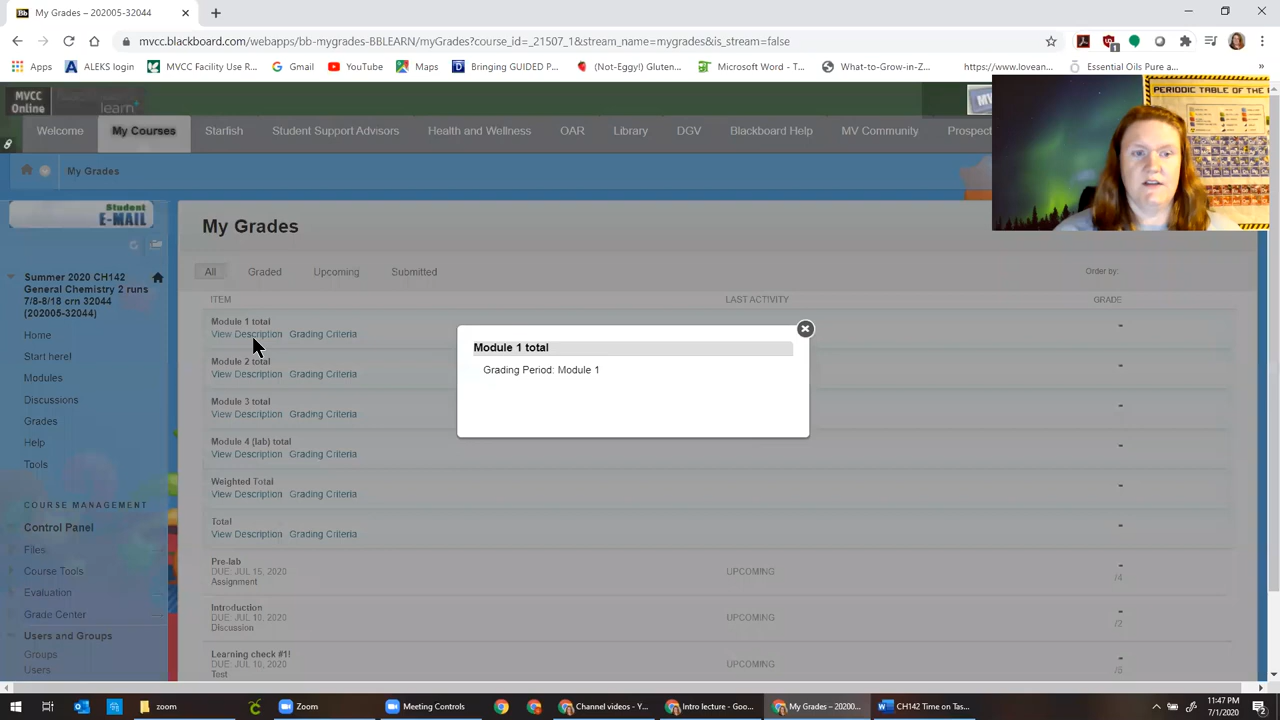 Bb My Grades – 202005-32044
mvcc.blackboard.com/webapps/bb-mygrades-BBLEARN/myGrades?course_id=_21507_1&stream_name=mygrades&is_stream=false
Apps ALEKS login MVCC Facility Use R... Gmail YouTube Maps Bringing GUIDED P... (Not-Eggy!) Gluten... Microsoft Word - T... What-to-Grow-in-Z... https://www.lovean... Essential Oils Pure a... »
MVCC Online learn+ MV
PERIODIC TABLE OF THE
Welcome My Courses Starfish Student Support Advisors Health and Wellness OAR Library DGV Blackboard Help MV Community
My Grades
Student E-MAIL
My Grades
All Graded Upcoming Submitted Order by:
Summer 2020 CH142
General Chemistry 2 runs
7/8-8/18 crn 32044
(202005-32044)
Home
Start here!
Modules
Discussions
Grades
Help
Tools
COURSE MANAGEMENT
Control Panel
Files
Course Tools
Evaluation
Grade Center
Users and Groups
Groups
Users
ITEM LAST ACTIVITY GRADE
Module 1 total -
View Description Grading Criteria
Module 2 total -
View Description Grading Criteria
Module 3 total -
View Description Grading Criteria
Module 4 (lab) total -
View Description Grading Criteria
Weighted Total -
View Description Grading Criteria
Total -
View Description Grading Criteria
Pre-lab -
DUE: JUL 15, 2020 UPCOMING /4
Assignment
Introduction -
DUE: JUL 10, 2020 UPCOMING /2
Discussion
Learning check #1! -
DUE: JUL 10, 2020 UPCOMING
Test
Module 1 total
Grading Period: Module 1
zoom Zoom Meeting Controls Channel videos - Y... Intro lecture - Goo... My Grades – 20200... CH142 Time on Tas...
11:47 PM
7/1/2020
2